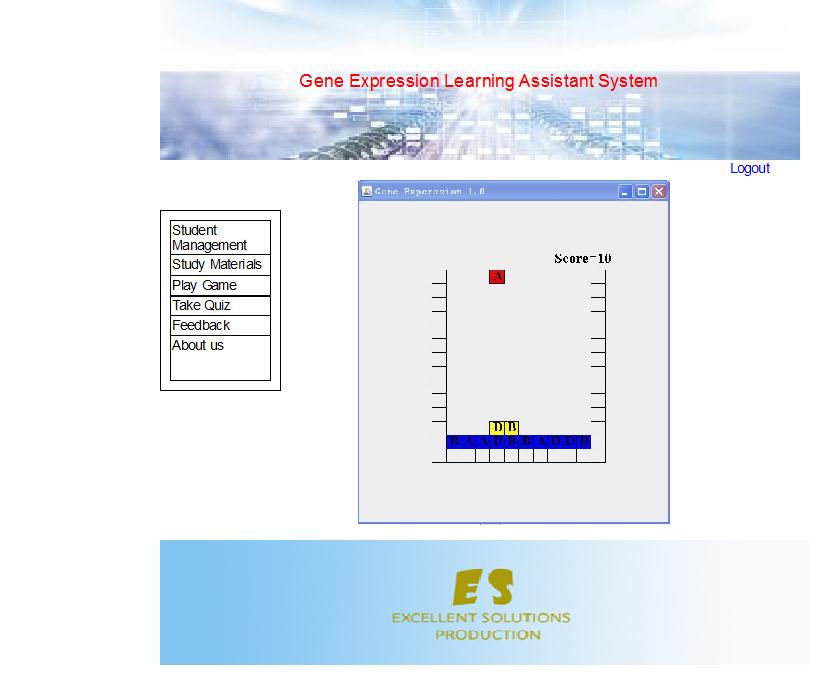 Gene Expression Learning Assistant System
Logout
Gene Experssion 1.0
Student
Management
Study Materials
Play Game
Take Quiz
Feedback
About us
Score=10
A
D B
B A A D B B A D D B
ES
EXCELLENT SOLUTIONS
PRODUCTION